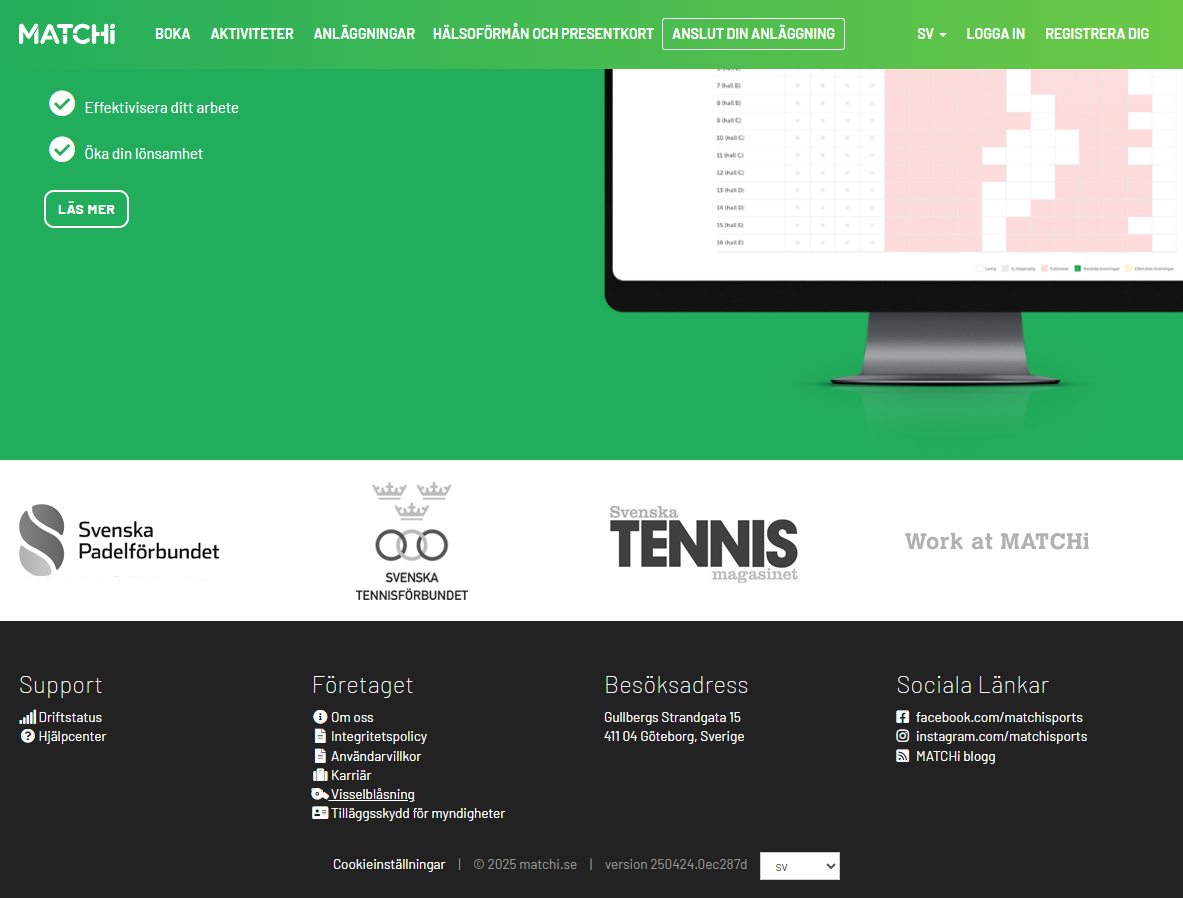 MATCHi BOKA AKTIVITETER ANLÄGGNINGAR HÄLSOFÖRMÅN OCH PRESENTKORT ANSLUT DIN ANLÄGGNING SV LOGGA IN REGISTRERA DIG
Effektivisera ditt arbete
Öka din lönsamhet
LÄS MER
7 (hall B)
8 (hall B)
9 (hall C)
10 (hall C)
11 (hall C)
12 (hall C)
13 (hall D)
14 (hall D)
15 (hall E)
16 (hall E)
Svenska
Padelförbundet
SVENSKA
TENNISFÖRBUNDET
Svenska
TENNIS
magasinet
Work at MATCHi
Support
Driftstatus
Hjälpcenter
Företaget
Om oss
Integritetspolicy
Användarvillkor
Karriär
Visselblåsning
Tilläggsskydd för myndigheter
Besöksadress
Gullbergs Strandgata 15
411 04 Göteborg, Sverige
Sociala Länkar
facebook.com/matchisports
instagram.com/matchisports
MATCHi blogg
Cookieinställningar | © 2025 matchi.se | version 250424.0ec287d sv